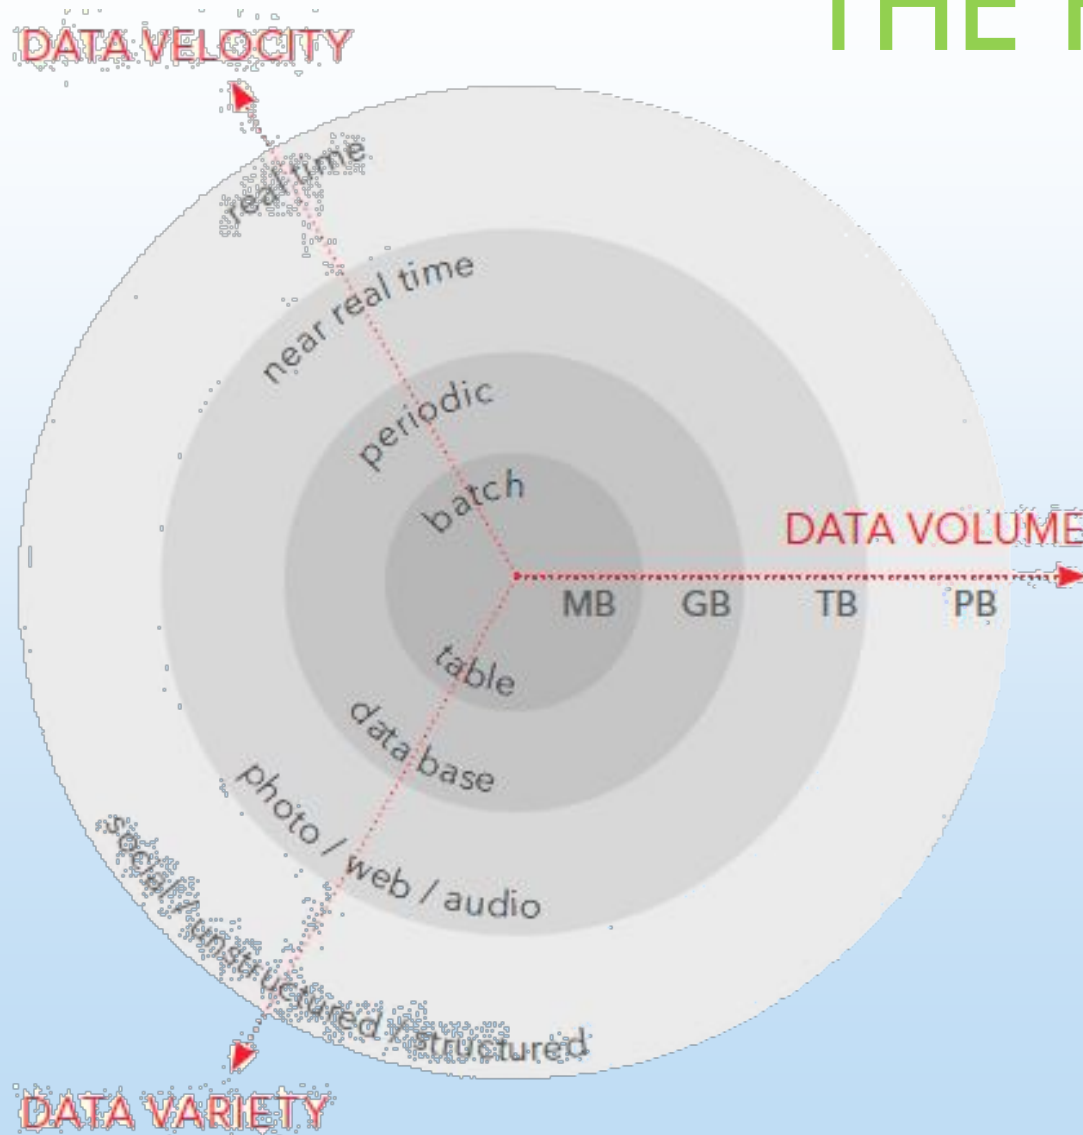 THE
DATA VELOCITY
real time
near real time
periodic
batch
DATA VOLUME
MB GB TB PB
table
data base
photo / web / audio
social / unstructured / structured
DATA VARIETY